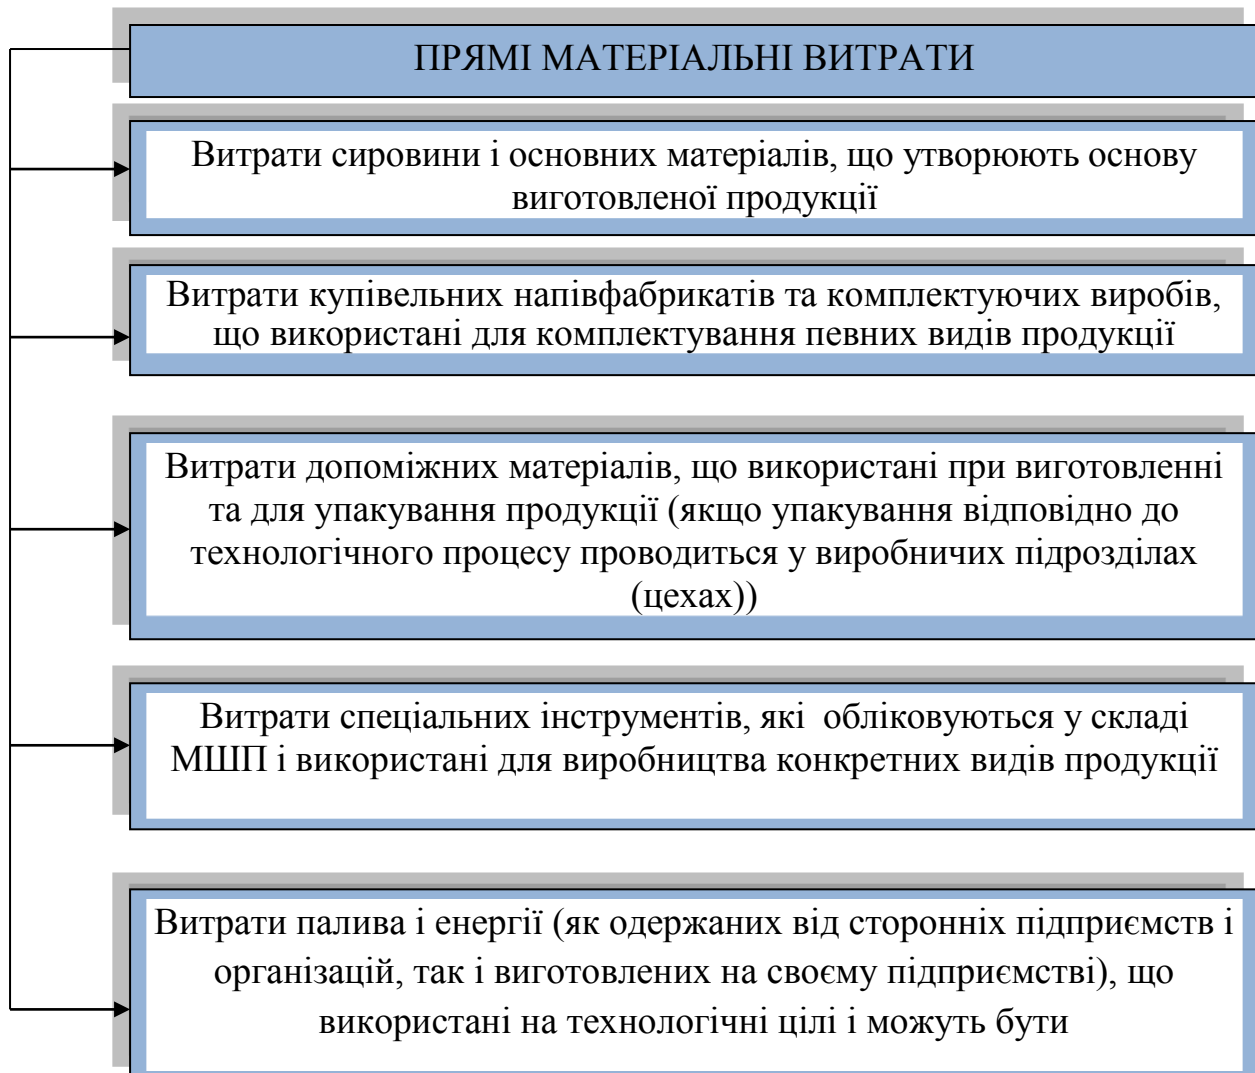 ПРЯМІ МАТЕРІАЛЬНІ ВИТРАТИ
Витрати сировини і основних матеріалів, що утворюють основу
виготовленої продукції
Витрати купівельних напівфабрикатів та комплектуючих виробів,
що використані для комплектування певних видів продукції
Витрати допоміжних матеріалів, що використані при виготовленні
та для упакування продукції (якщо упакування відповідно до
технологічного процесу проводиться у виробничих підрозділах
(цехах))
Витрати спеціальних інструментів, які обліковуються у складі
МШП і використані для виробництва конкретних видів продукції
Витрати палива і енергії (як одержаних від сторонніх підприємств і
організацій, так і виготовлених на своєму підприємстві), що
використані на технологічні цілі і можуть бути